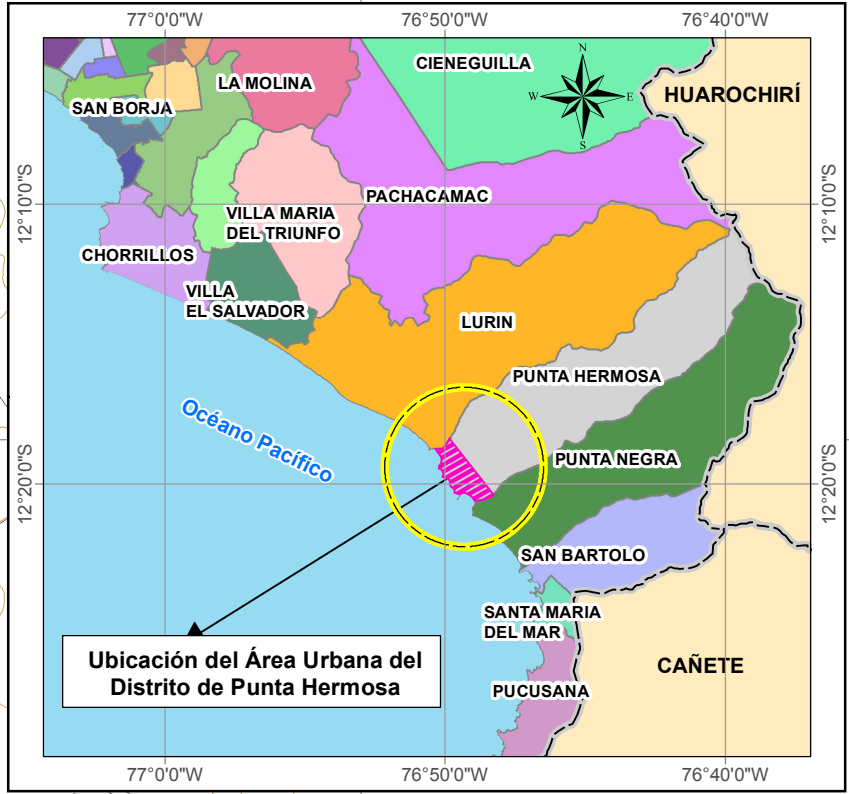 77°0'0"W
76°50'0"W
76°40'0"W
CIENEGUILLA
N
LA MOLINA
HUAROCHIRÍ
W
E
SAN BORJA
S
12°10'0"S
12°10'0"S
PACHACAMAC
VILLA MARIA
DEL TRIUNFO
CHORRILLOS
VILLA
EL SALVADOR
LURIN
PUNTA HERMOSA
Océano Pacífico
PUNTA NEGRA
12°20'0"S
12°20'0"S
SAN BARTOLO
SANTA MARIA
DEL MAR
Ubicación del Área Urbana del
Distrito de Punta Hermosa
CAÑETE
PUCUSANA
77°0'0"W
76°50'0"W
76°40'0"W